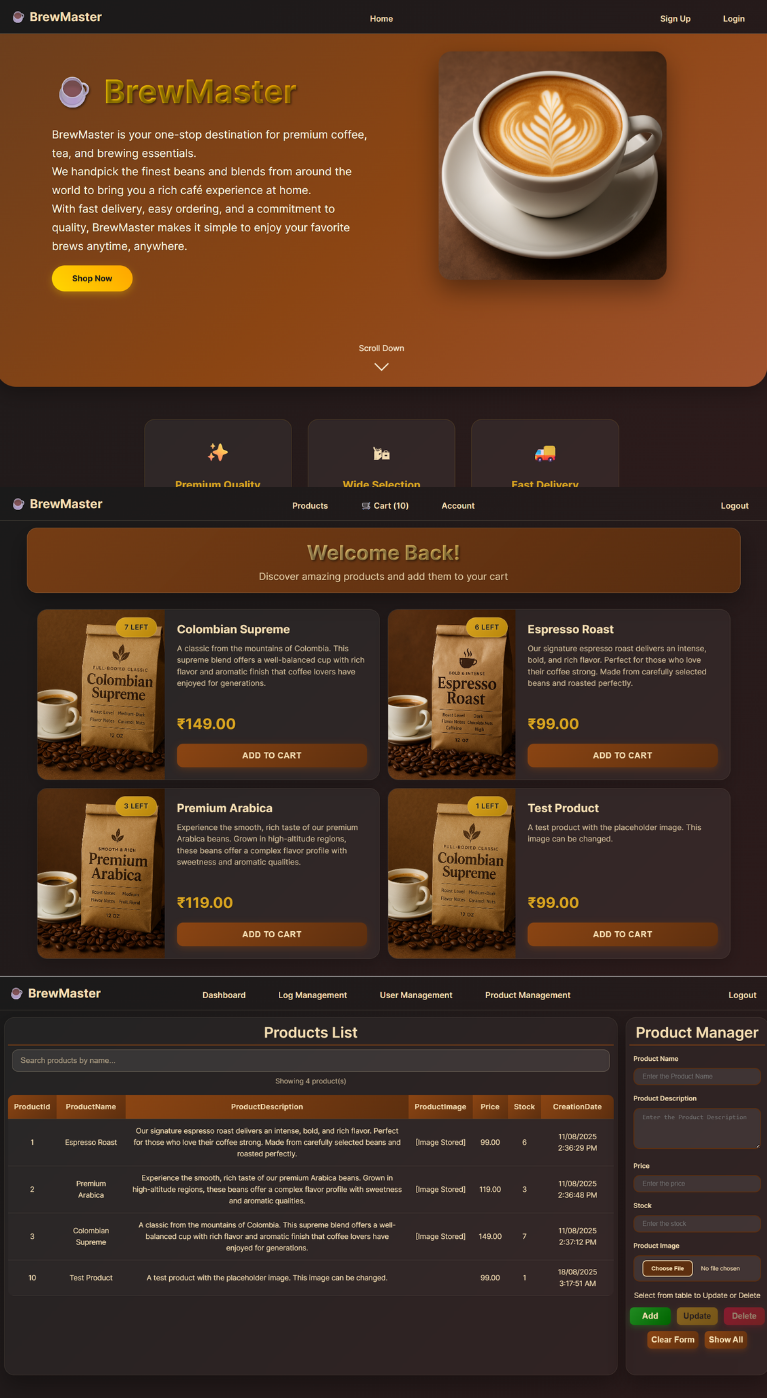 BrewMaster
Home
Sign Up
Login
BrewMaster
BrewMaster is your one-stop destination for premium coffee,
tea, and brewing essentials.
We handpick the finest beans and blends from around the
world to bring you a rich café experience at home.
With fast delivery, easy ordering, and a commitment to
quality, BrewMaster makes it simple to enjoy your favorite
brews anytime, anywhere.
Shop Now
Scroll Down
Premium Quality
Wide Selection
Fast Delivery
BrewMaster
Products
Cart (10)
Account
Logout
Welcome Back!
Discover amazing products and add them to your cart
7 LEFT
FULL-BODIED CLASSIC
Colombian
Supreme
Roast Level Medium-Dark
12 OZ
Colombian Supreme
A classic from the mountains of Colombia. This
supreme blend offers a well-balanced cup with rich
flavor and aromatic finish that coffee lovers have
enjoyed for generations.
₹149.00
ADD TO CART
6 LEFT
BOLD & INTENSE
Espresso
Roast
Roast Level Dark
Caffeine High
12 OZ
Espresso Roast
Our signature espresso roast delivers an intense,
bold, and rich flavor. Perfect for those who love
their coffee strong. Made from carefully selected
beans and roasted perfectly.
₹99.00
ADD TO CART
3 LEFT
SMOOTH & RICH
Premium
Arabica
Roast Level Medium
12 OZ
Premium Arabica
Experience the smooth, rich taste of our premium
Arabica beans. Grown in high-altitude regions,
these beans offer a complex flavor profile with
sweetness and aromatic qualities.
₹119.00
ADD TO CART
1 LEFT
FULL-BODIED CLASSIC
Colombian
Supreme
Roast Level Medium-Dark
12 OZ
Test Product
A test product with the placeholder image. This
image can be changed.
₹99.00
ADD TO CART
BrewMaster
Dashboard
Log Management
User Management
Product Management
Logout
Products List
Search products by name...
Showing 4 product(s)
ProductId ProductName ProductDescription ProductImage Price Stock CreationDate
1 Espresso Roast Our signature espresso roast delivers an intense, bold, and rich flavor. Perfect
for those who love their coffee strong. Made from carefully selected beans and
roasted perfectly.
[Image Stored] 99.00 6 11/08/2025
2:36:29 PM
2 Premium
Arabica
Experience the smooth, rich taste of our premium Arabica beans. Grown in
high-altitude regions, these beans offer a complex flavor profile with sweetness
and aromatic qualities.
[Image Stored] 119.00 3 11/08/2025
2:36:48 PM
3 Colombian
Supreme
A classic from the mountains of Colombia. This supreme blend offers a well-
balanced cup with rich flavor and aromatic finish that coffee lovers have
enjoyed for generations.
[Image Stored] 149.00 7 11/08/2025
2:37:12 PM
10 Test Product A test product with the placeholder image. This image can be changed. 99.00 1 18/08/2025
3:17:51 AM
Product Manager
Product Name
Enter the Product Name
Product Description
Enter the Product Description
Price
Enter the price
Stock
Enter the stock
Product Image
Choose File No file chosen
Select from table to Update or Delete
Add Update Delete
Clear Form Show All